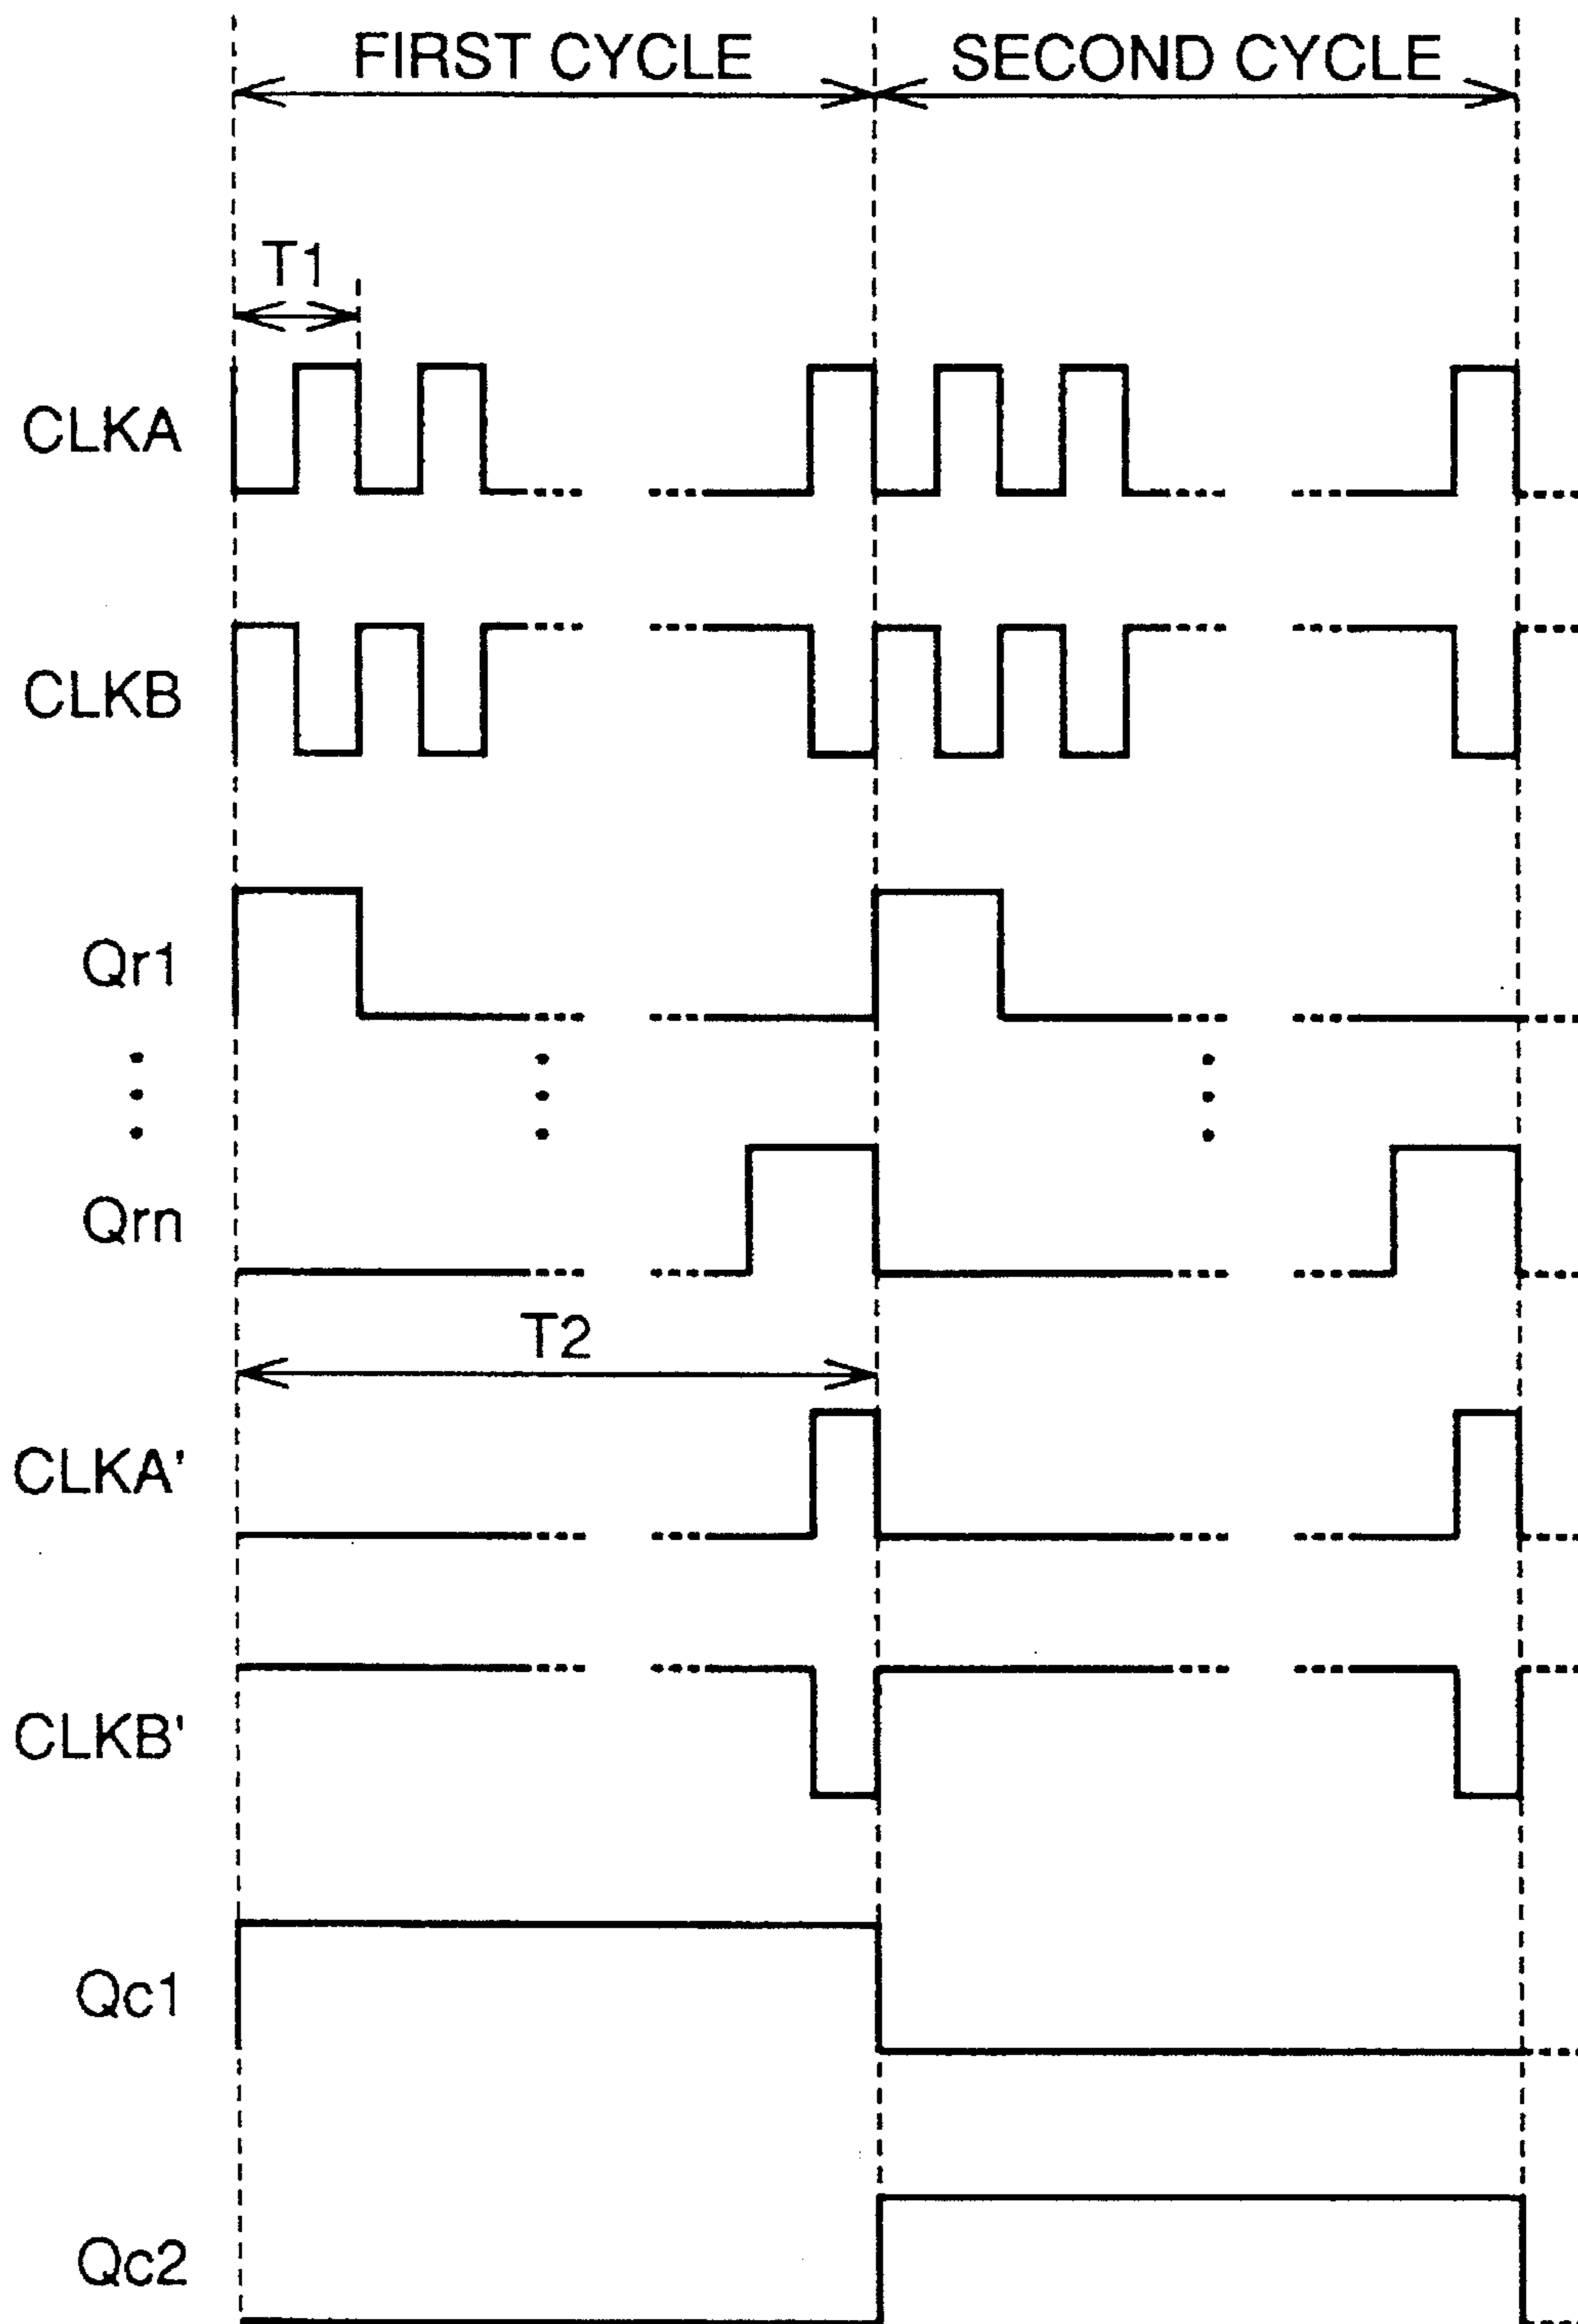 FIRST CYCLE
SECOND CYCLE
T1
CLKA
CLKB
Qr1
Qrn
T2
CLKA'
CLKB'
Qc1
Qc2